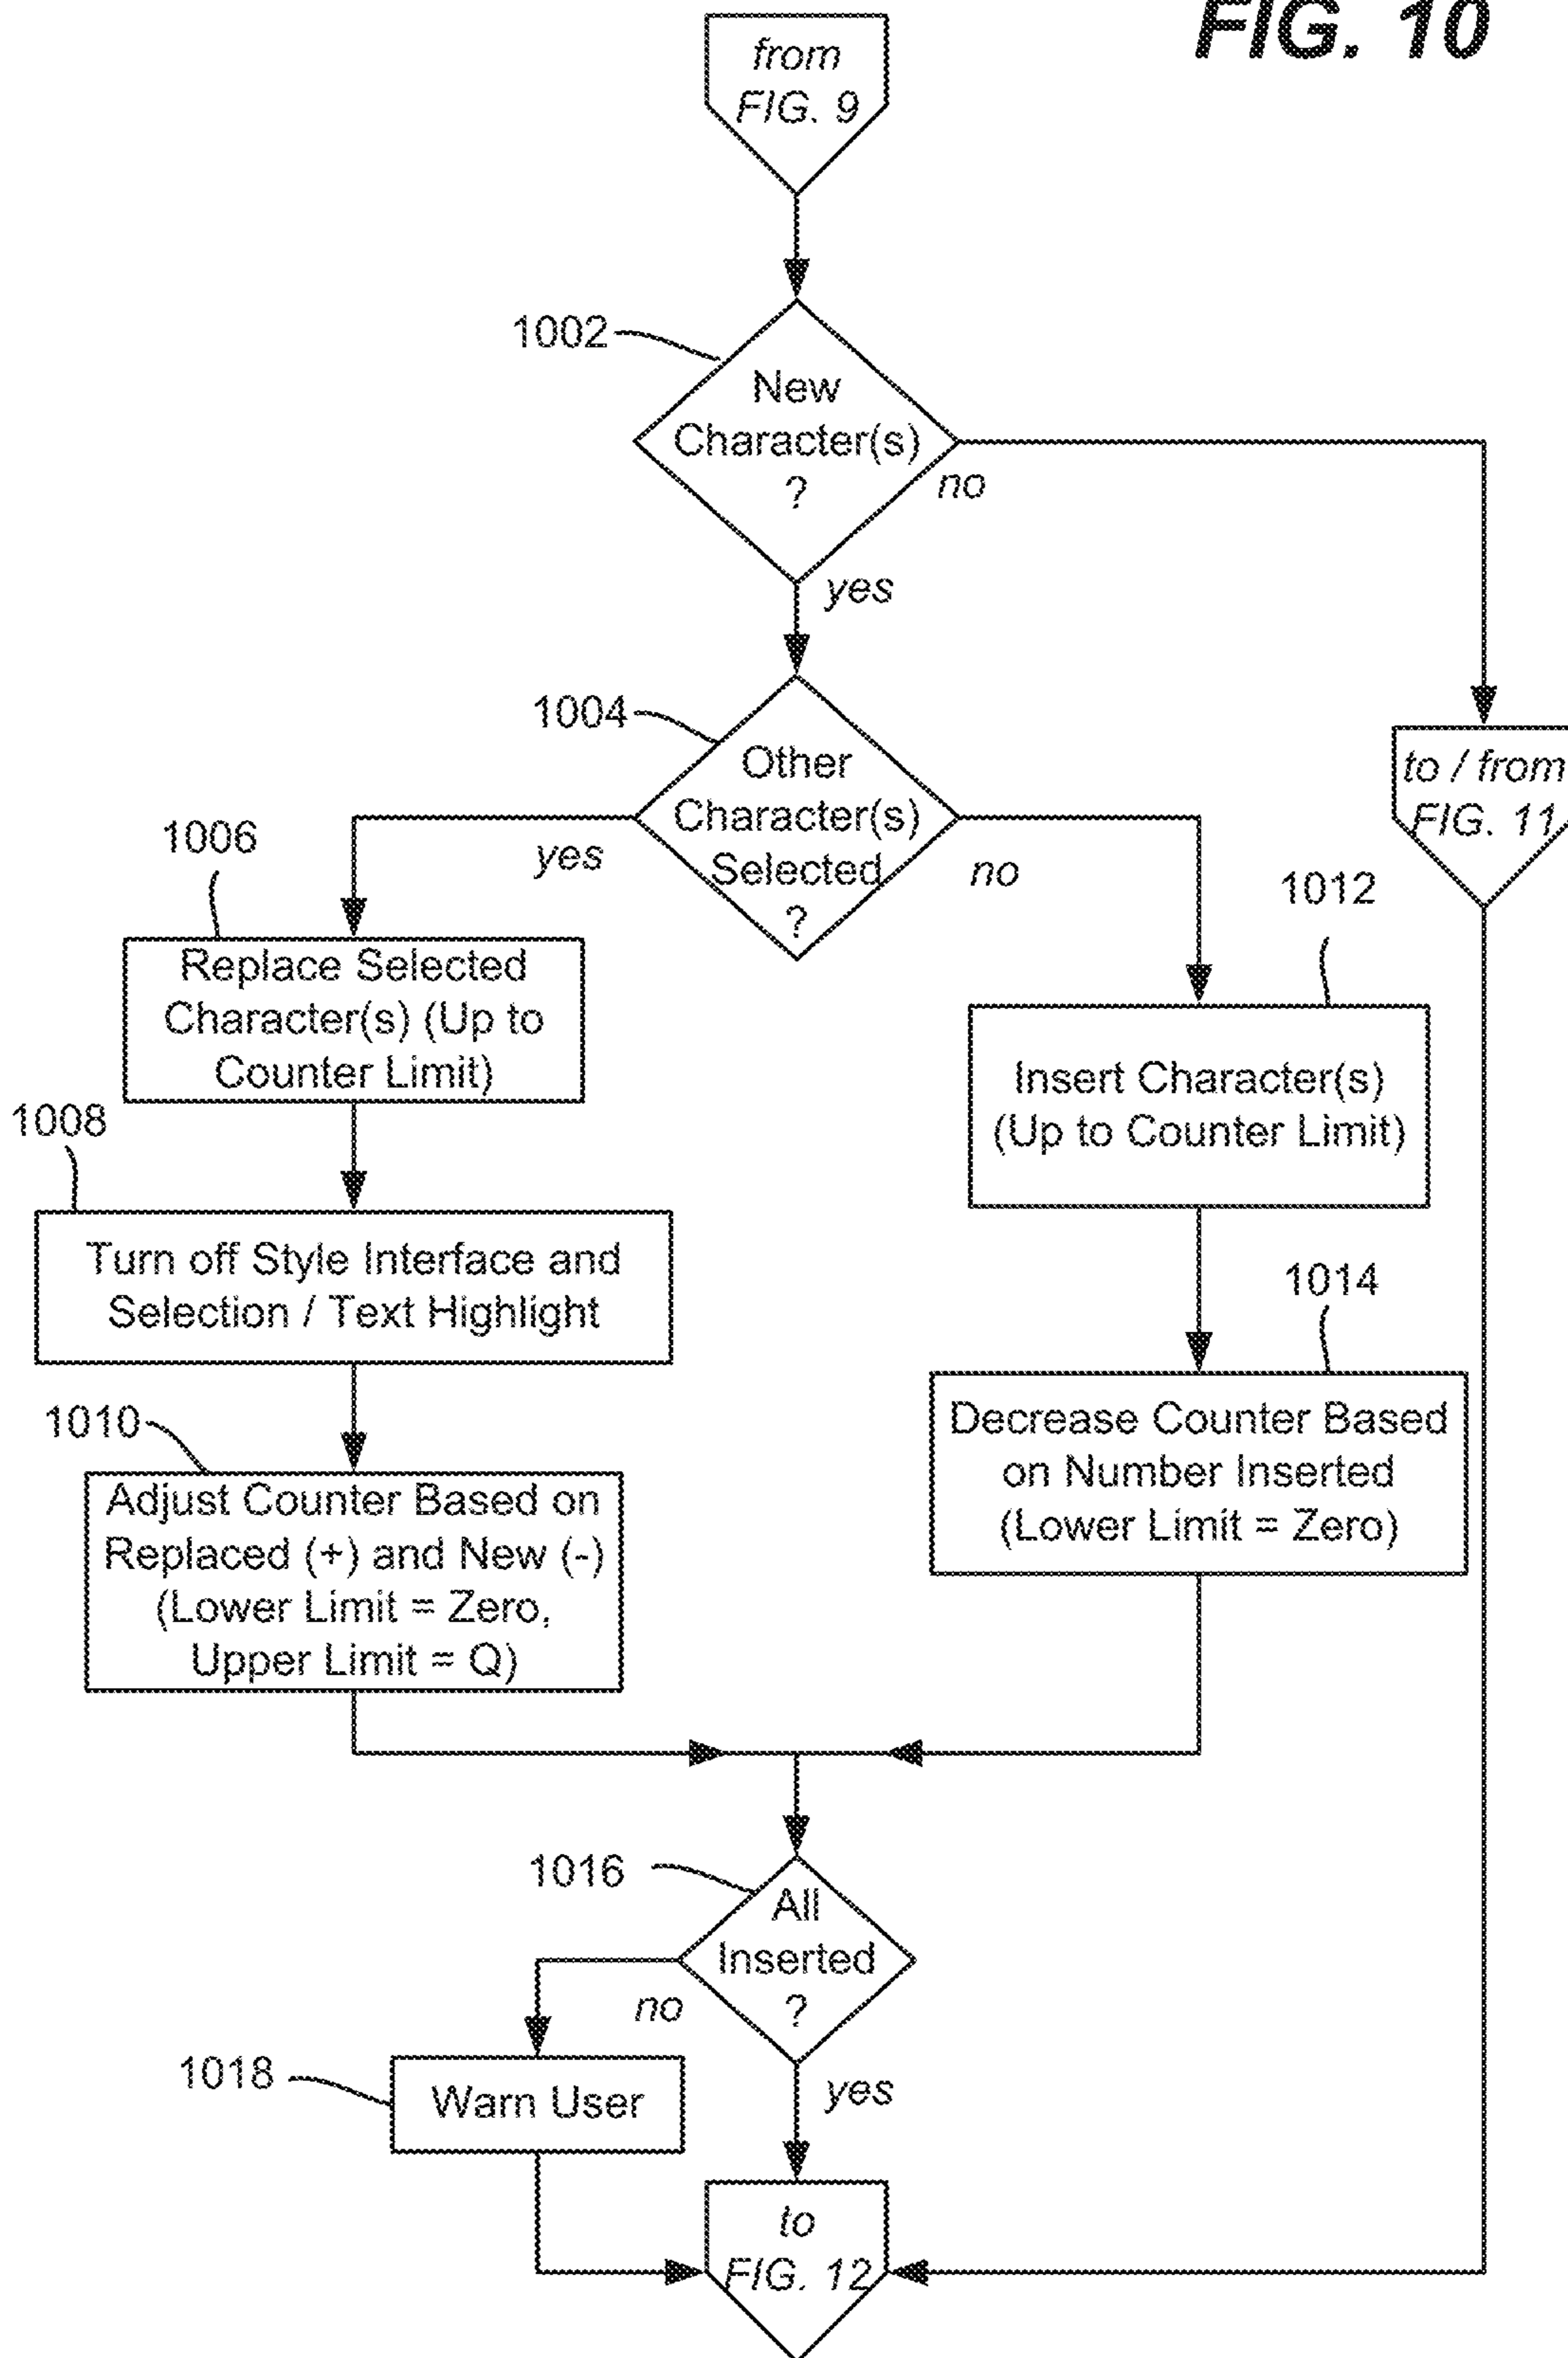 FIG. 10
from
FIG. 9
1002
New
Character(s)
?
no
yes
1004
Other
Character(s)
Selected
?
yes
no
to / from
FIG. 11
1006
Replace Selected
Character(s) (Up to
Counter Limit)
1012
Insert Character(s)
(Up to Counter Limit)
1008
Turn off Style Interface and
Selection / Text Highlight
1014
Decrease Counter Based
on Number Inserted
(Lower Limit = Zero)
1010
Adjust Counter Based on
Replaced (+) and New (-)
(Lower Limit = Zero,
Upper Limit = Q)
1016
All
Inserted
?
no
yes
1018
Warn User
to
FIG. 12